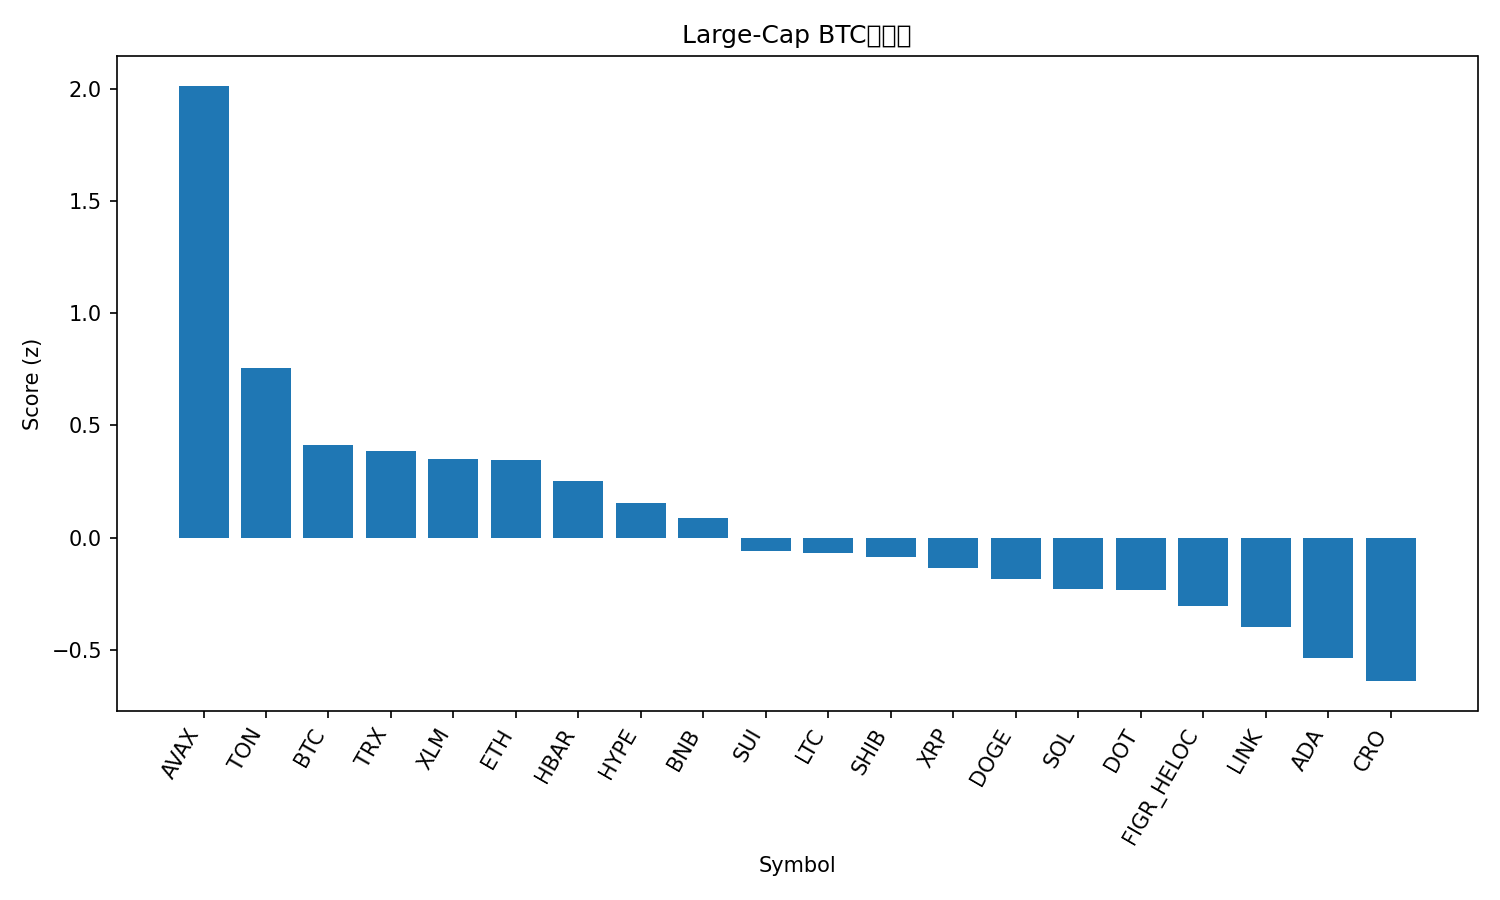 Large-Cap BTC
Score (z)
2.0
1.5
1.0
0.5
0.0
−0.5
AVAX
TON
BTC
TRX
XLM
ETH
HBAR
HYPE
BNB
SUI
LTC
SHIB
XRP
DOGE
SOL
DOT
FIGR_HELOC
LINK
ADA
CRO
Symbol